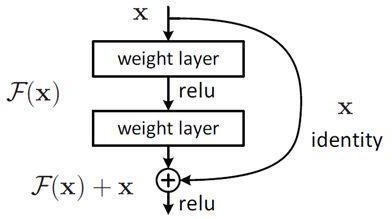 x
weight layer
relu
F(x)
x
weight layer
identity
F(x) + x
+
relu